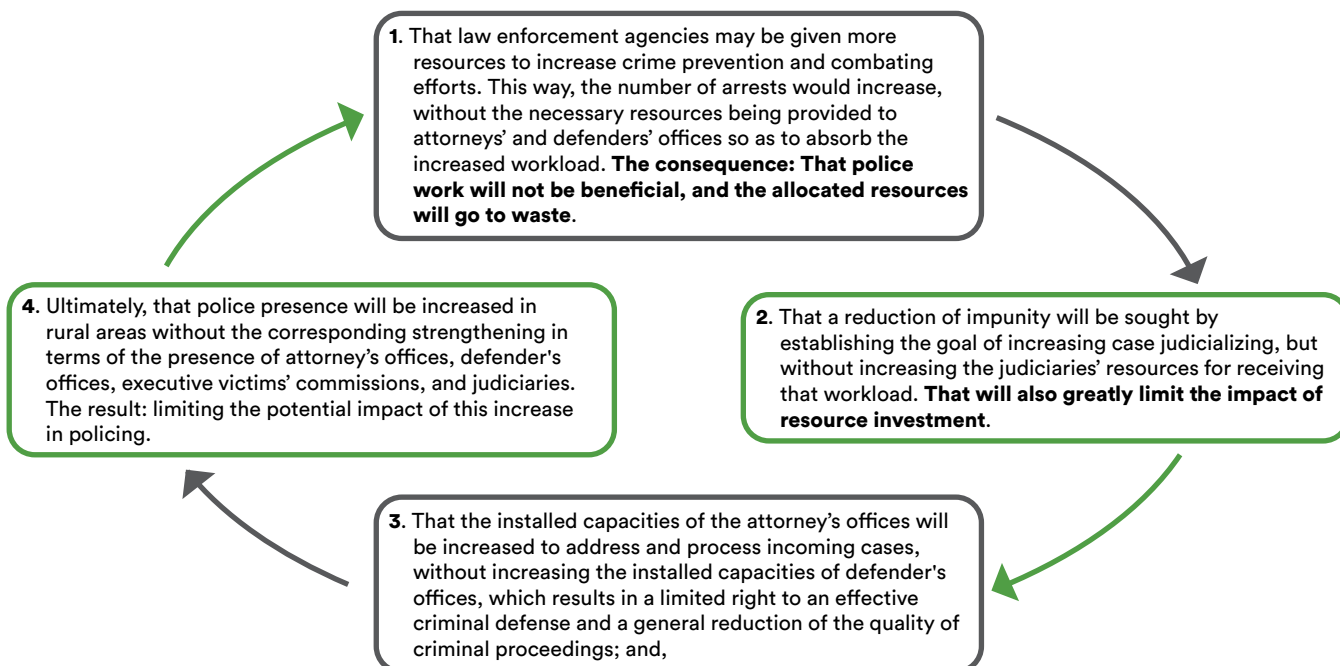 1. That law enforcement agencies may be given more
resources to increase crime prevention and combating
efforts. This way, the number of arrests would increase,
without the necessary resources being provided to
attorneys’ and defenders’ offices so as to absorb the
increased workload. The consequence: That police
work will not be beneficial, and the allocated resources
will go to waste.
2. That a reduction of impunity will be sought by
establishing the goal of increasing case judicializing, but
without increasing the judiciaries’ resources for receiving
that workload. That will also greatly limit the impact of
resource investment.
3. That the installed capacities of the attorney’s offices will
be increased to address and process incoming cases,
without increasing the installed capacities of defender's
offices, which results in a limited right to an effective
criminal defense and a general reduction of the quality of
criminal proceedings; and,
4. Ultimately, that police presence will be increased in
rural areas without the corresponding strengthening in
terms of the presence of attorney’s offices, defender's
offices, executive victims’ commissions, and judiciaries.
The result: limiting the potential impact of this increase
in policing.